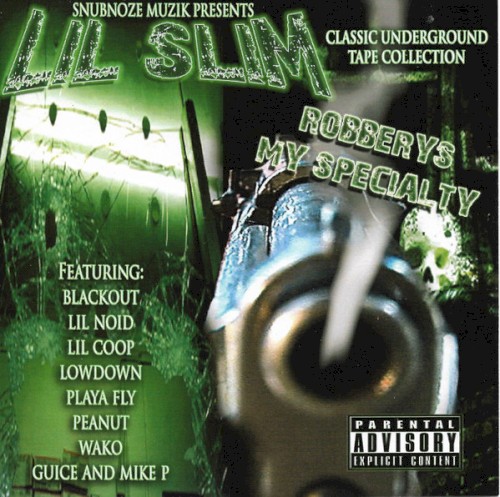 SNUBNOZE MUZIK PRESENTS
LIL SLIM
CLASSIC UNDERGROUND
TAPE COLLECTION
ROBBERYS
MY SPECIALTY
FEATURING:
BLACKOUT
LIL NOID
LIL COOP
LOWDOWN
PLAYA FLY
PEANUT
WAKO
GUICE AND MIKE P
PARENTAL
ADVISORY
EXPLICIT CONTENT